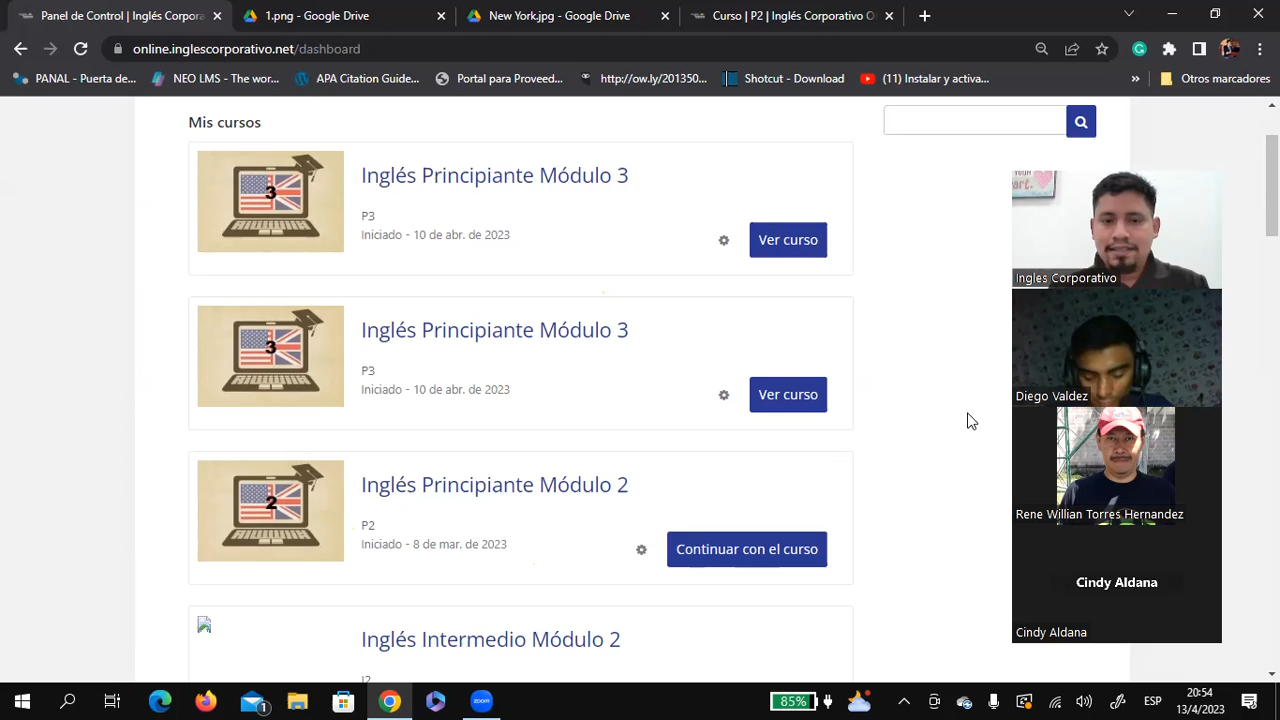 Panel de Control | Inglés Corpora
1.png - Google Drive
New York.jpg - Google Drive
Curso | P2 | Inglés Corporativo O
online.inglescorporativo.net/dashboard
PANAL - Puerta de...
NEO LMS - The wor...
APA Citation Guide...
Portal para Proveed...
http://ow.ly/201350...
Shotcut - Download
(11) Instalar y activa...
»
Otros marcadores
Mis cursos
3
Inglés Principiante Módulo 3
P3
Iniciado - 10 de abr. de 2023
Ver curso
3
Inglés Principiante Módulo 3
P3
Iniciado - 10 de abr. de 2023
Ver curso
2
Inglés Principiante Módulo 2
P2
Iniciado - 8 de mar. de 2023
Continuar con el curso
Inglés Intermedio Módulo 2
Ingles Corporativo
Diego Valdez
Rene Willian Torres Hernandez
Cindy Aldana
Cindy Aldana
1
zoom
85%
ESP
20:54
13/4/2023